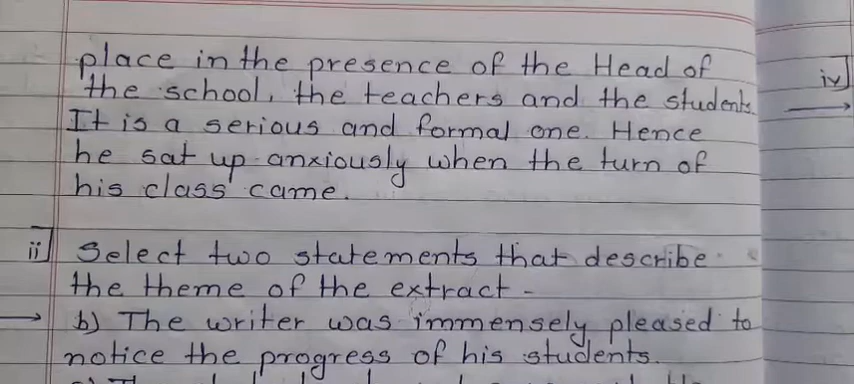 place in the presence of the Head of
the school, the teachers and the students.
It is a serious and formal one. Hence
he sat up anxiously when the turn of
his class came.
ii] Select two statements that describe
the theme of the extract -
→ b) The writer was immensely pleased to
notice the progress of his students.
iv]
→